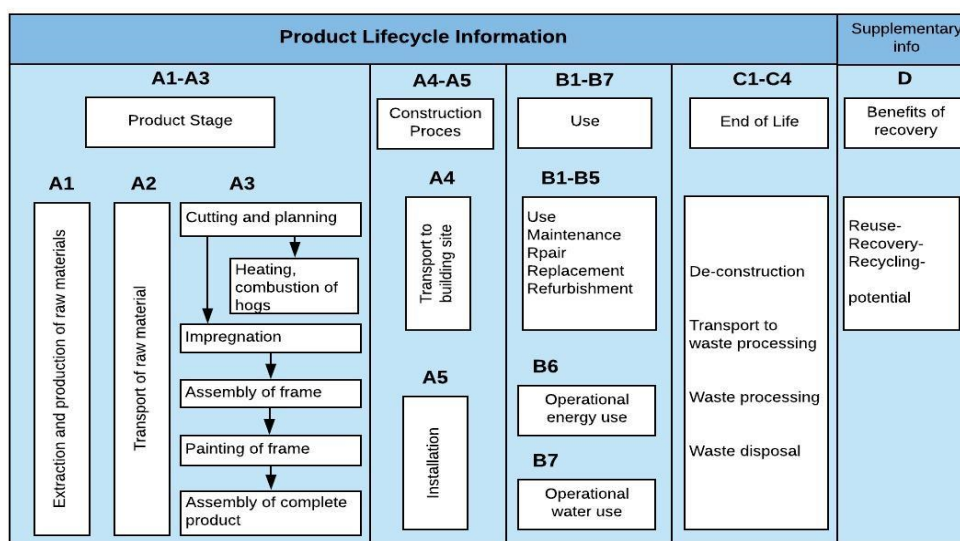 Product Lifecycle Information
Supplementary
info
A1-A3
Product Stage
A1
Extraction and production of raw materials
A2
Transport of raw material
A3
Cutting and planning
Heating,
combustion of
hogs
Impregnation
Assembly of frame
Painting of frame
Assembly of complete
product
A4-A5
Construction
Proces
A4
Transport to
building site
A5
Installation
B1-B7
Use
B1-B5
Use
Maintenance
Rpair
Replacement
Refurbishment
B6
Operational
energy use
B7
Operational
water use
C1-C4
End of Life
De-construction
Transport to
waste processing
Waste processing
Waste disposal
D
Benefits of
recovery
Reuse-
Recovery-
Recycling-
potential